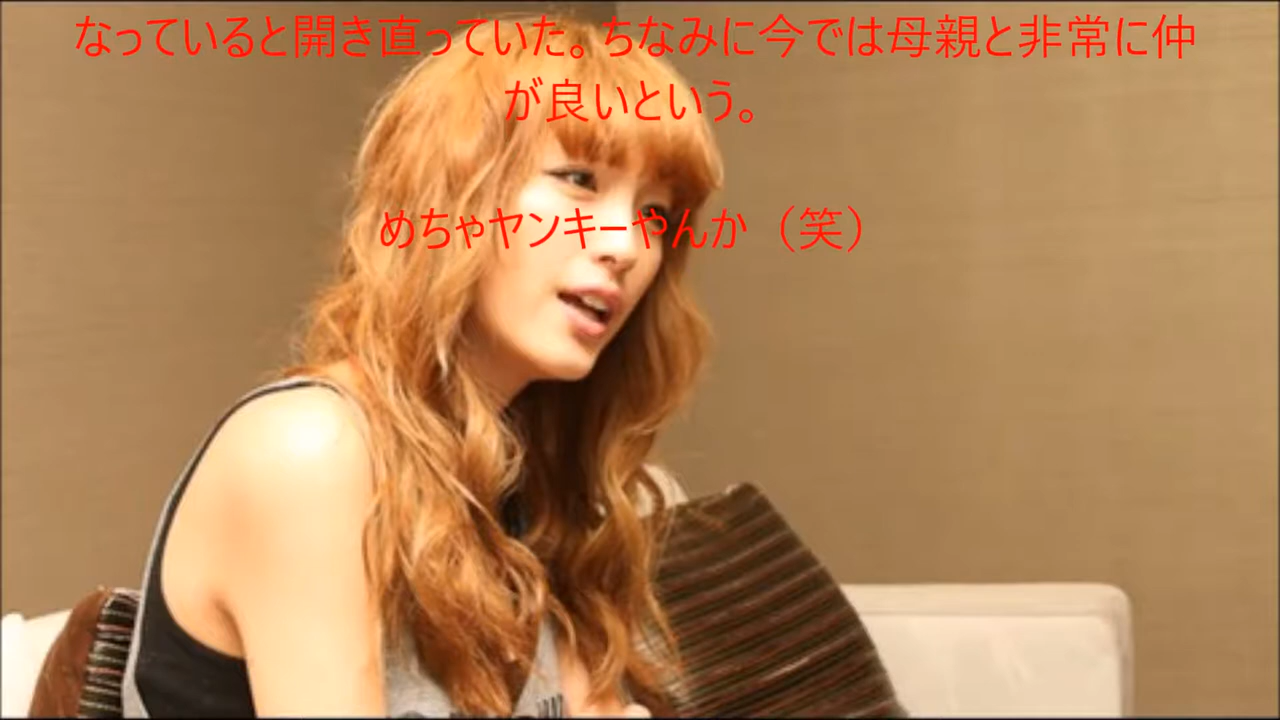 なっていると開き直っていた。ちなみに今では母親と非常に仲
が良いという。
めちゃヤンキーやんか（笑）